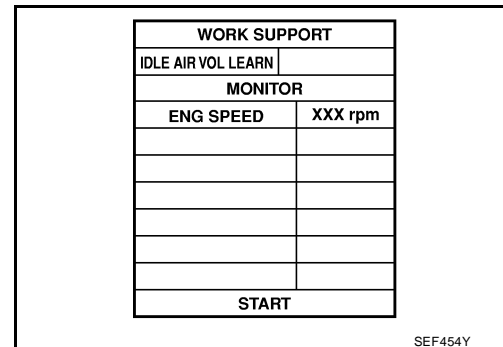 WORK SUPPORT
IDLE AIR VOL LEARN
MONITOR
ENG SPEED XXX rpm
START
SEF454Y